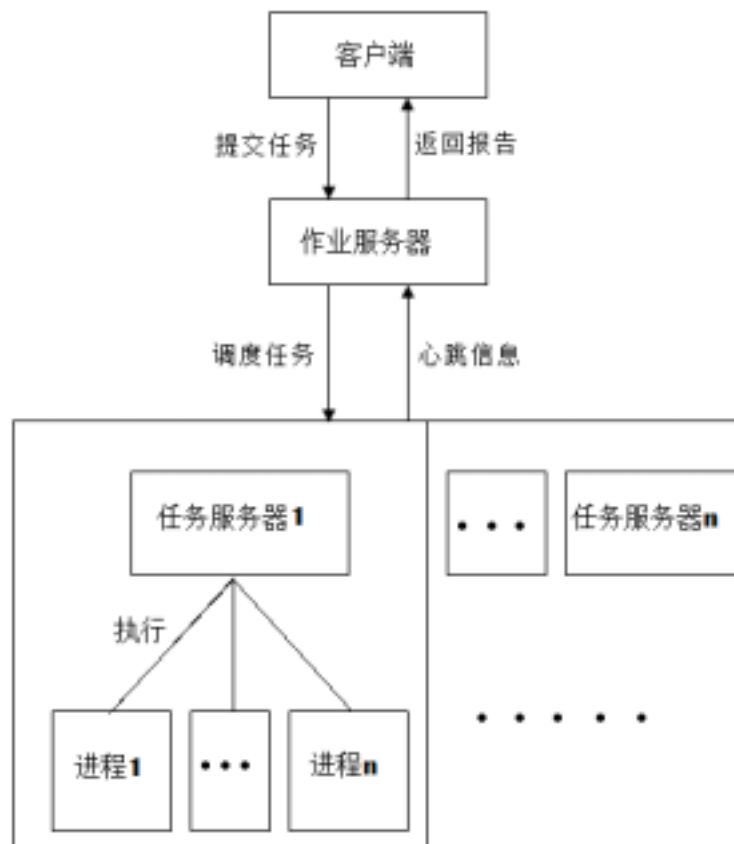 客户端
提交任务
返回报告
作业服务器
调度任务
心跳信息
任务服务器1
• • •
任务服务器n
执行
进程1
•••
进程n
• • • • •